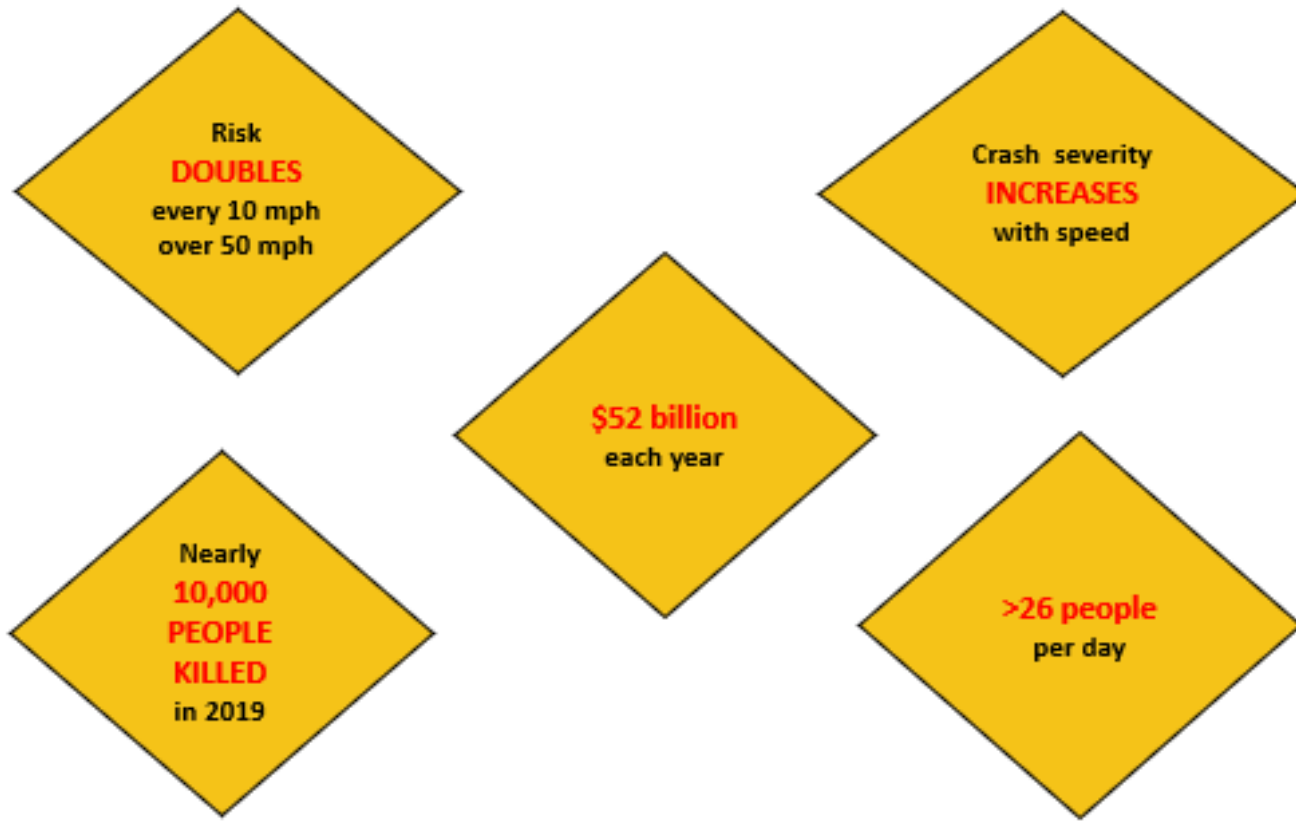 Risk
DOUBLES
every 10 mph
over 50 mph
Crash severity
INCREASES
with speed
$52 billion
each year
Nearly
10,000
PEOPLE
KILLED
in 2019
>26 people
per day